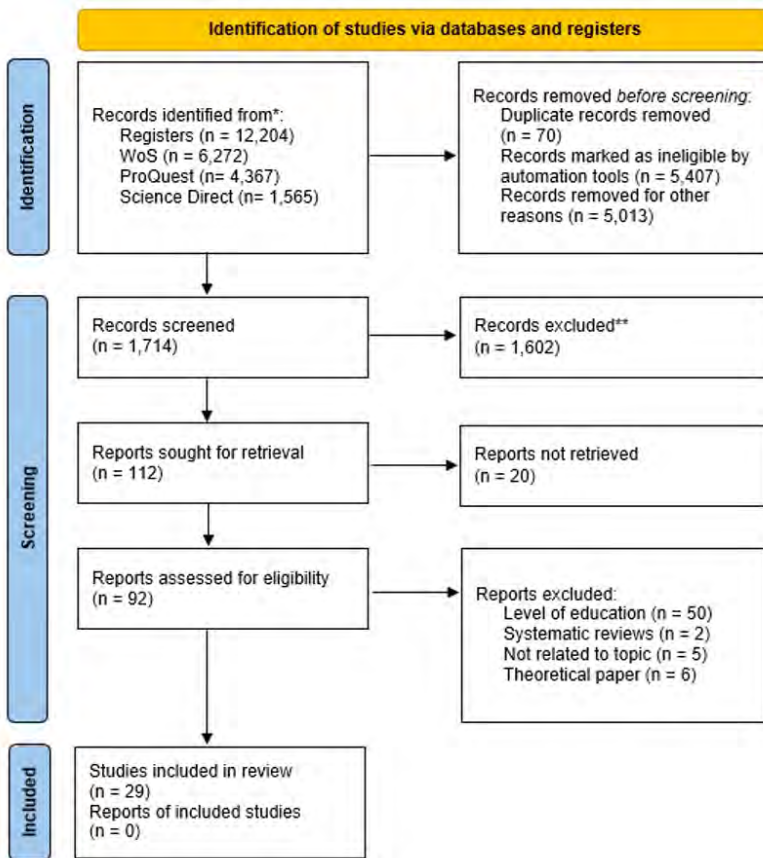 Identification of studies via databases and registers
Identification
Records identified from*:
Registers (n = 12,204)
WoS (n = 6,272)
ProQuest (n= 4,367)
Science Direct (n= 1,565)
Records removed before screening:
Duplicate records removed
(n = 70)
Records marked as ineligible by
automation tools (n = 5,407)
Records removed for other
reasons (n = 5,013)
Screening
Records screened
(n = 1,714)
Records excluded**
(n = 1,602)
Reports sought for retrieval
(n = 112)
Reports not retrieved
(n = 20)
Reports assessed for eligibility
(n = 92)
Reports excluded:
Level of education (n = 50)
Systematic reviews (n = 2)
Not related to topic (n = 5)
Theoretical paper (n = 6)
Included
Studies included in review
(n = 29)
Reports of included studies
(n = 0)